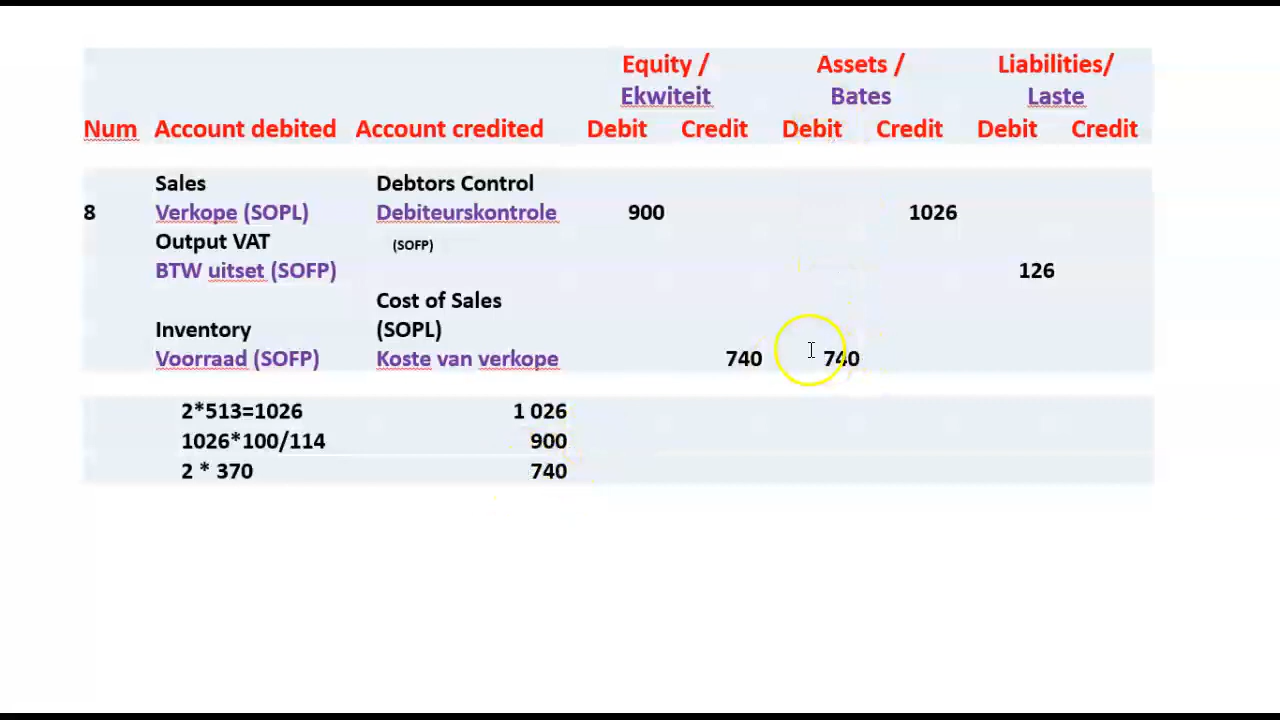 Equity / Assets / Liabilities/
Ekwiteit Bates Laste
Num Account debited Account credited Debit Credit Debit Credit Debit Credit
Sales Debtors Control
8 Verkope (SOPL) Debiteurskontrole 900 1026
Output VAT (SOFP)
BTW uitset (SOFP) 126
Cost of Sales
Inventory (SOPL)
Voorraad (SOFP) Koste van verkope 740 740
2*513=1026 1 026
1026*100/114 900
2 * 370 740